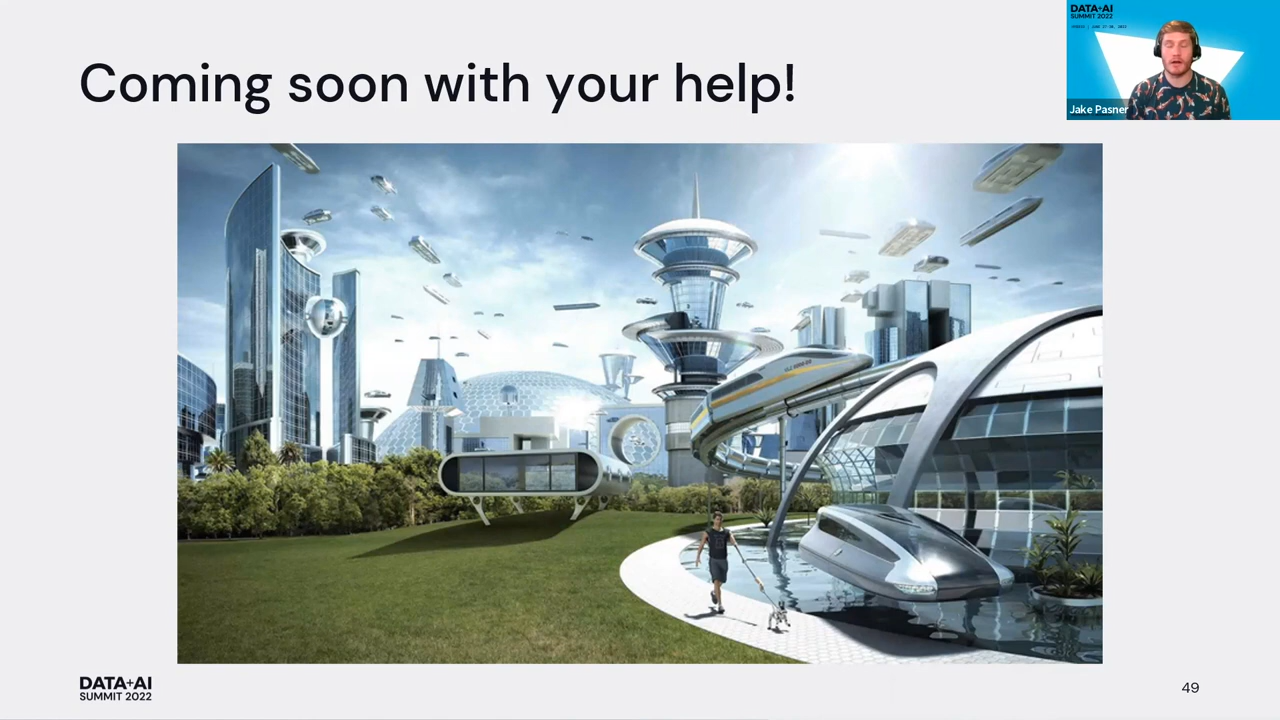 Coming soon with your help!
DATA+AI
SUMMIT 2022
Jake Pasner
DATA+AI
SUMMIT 2022
49